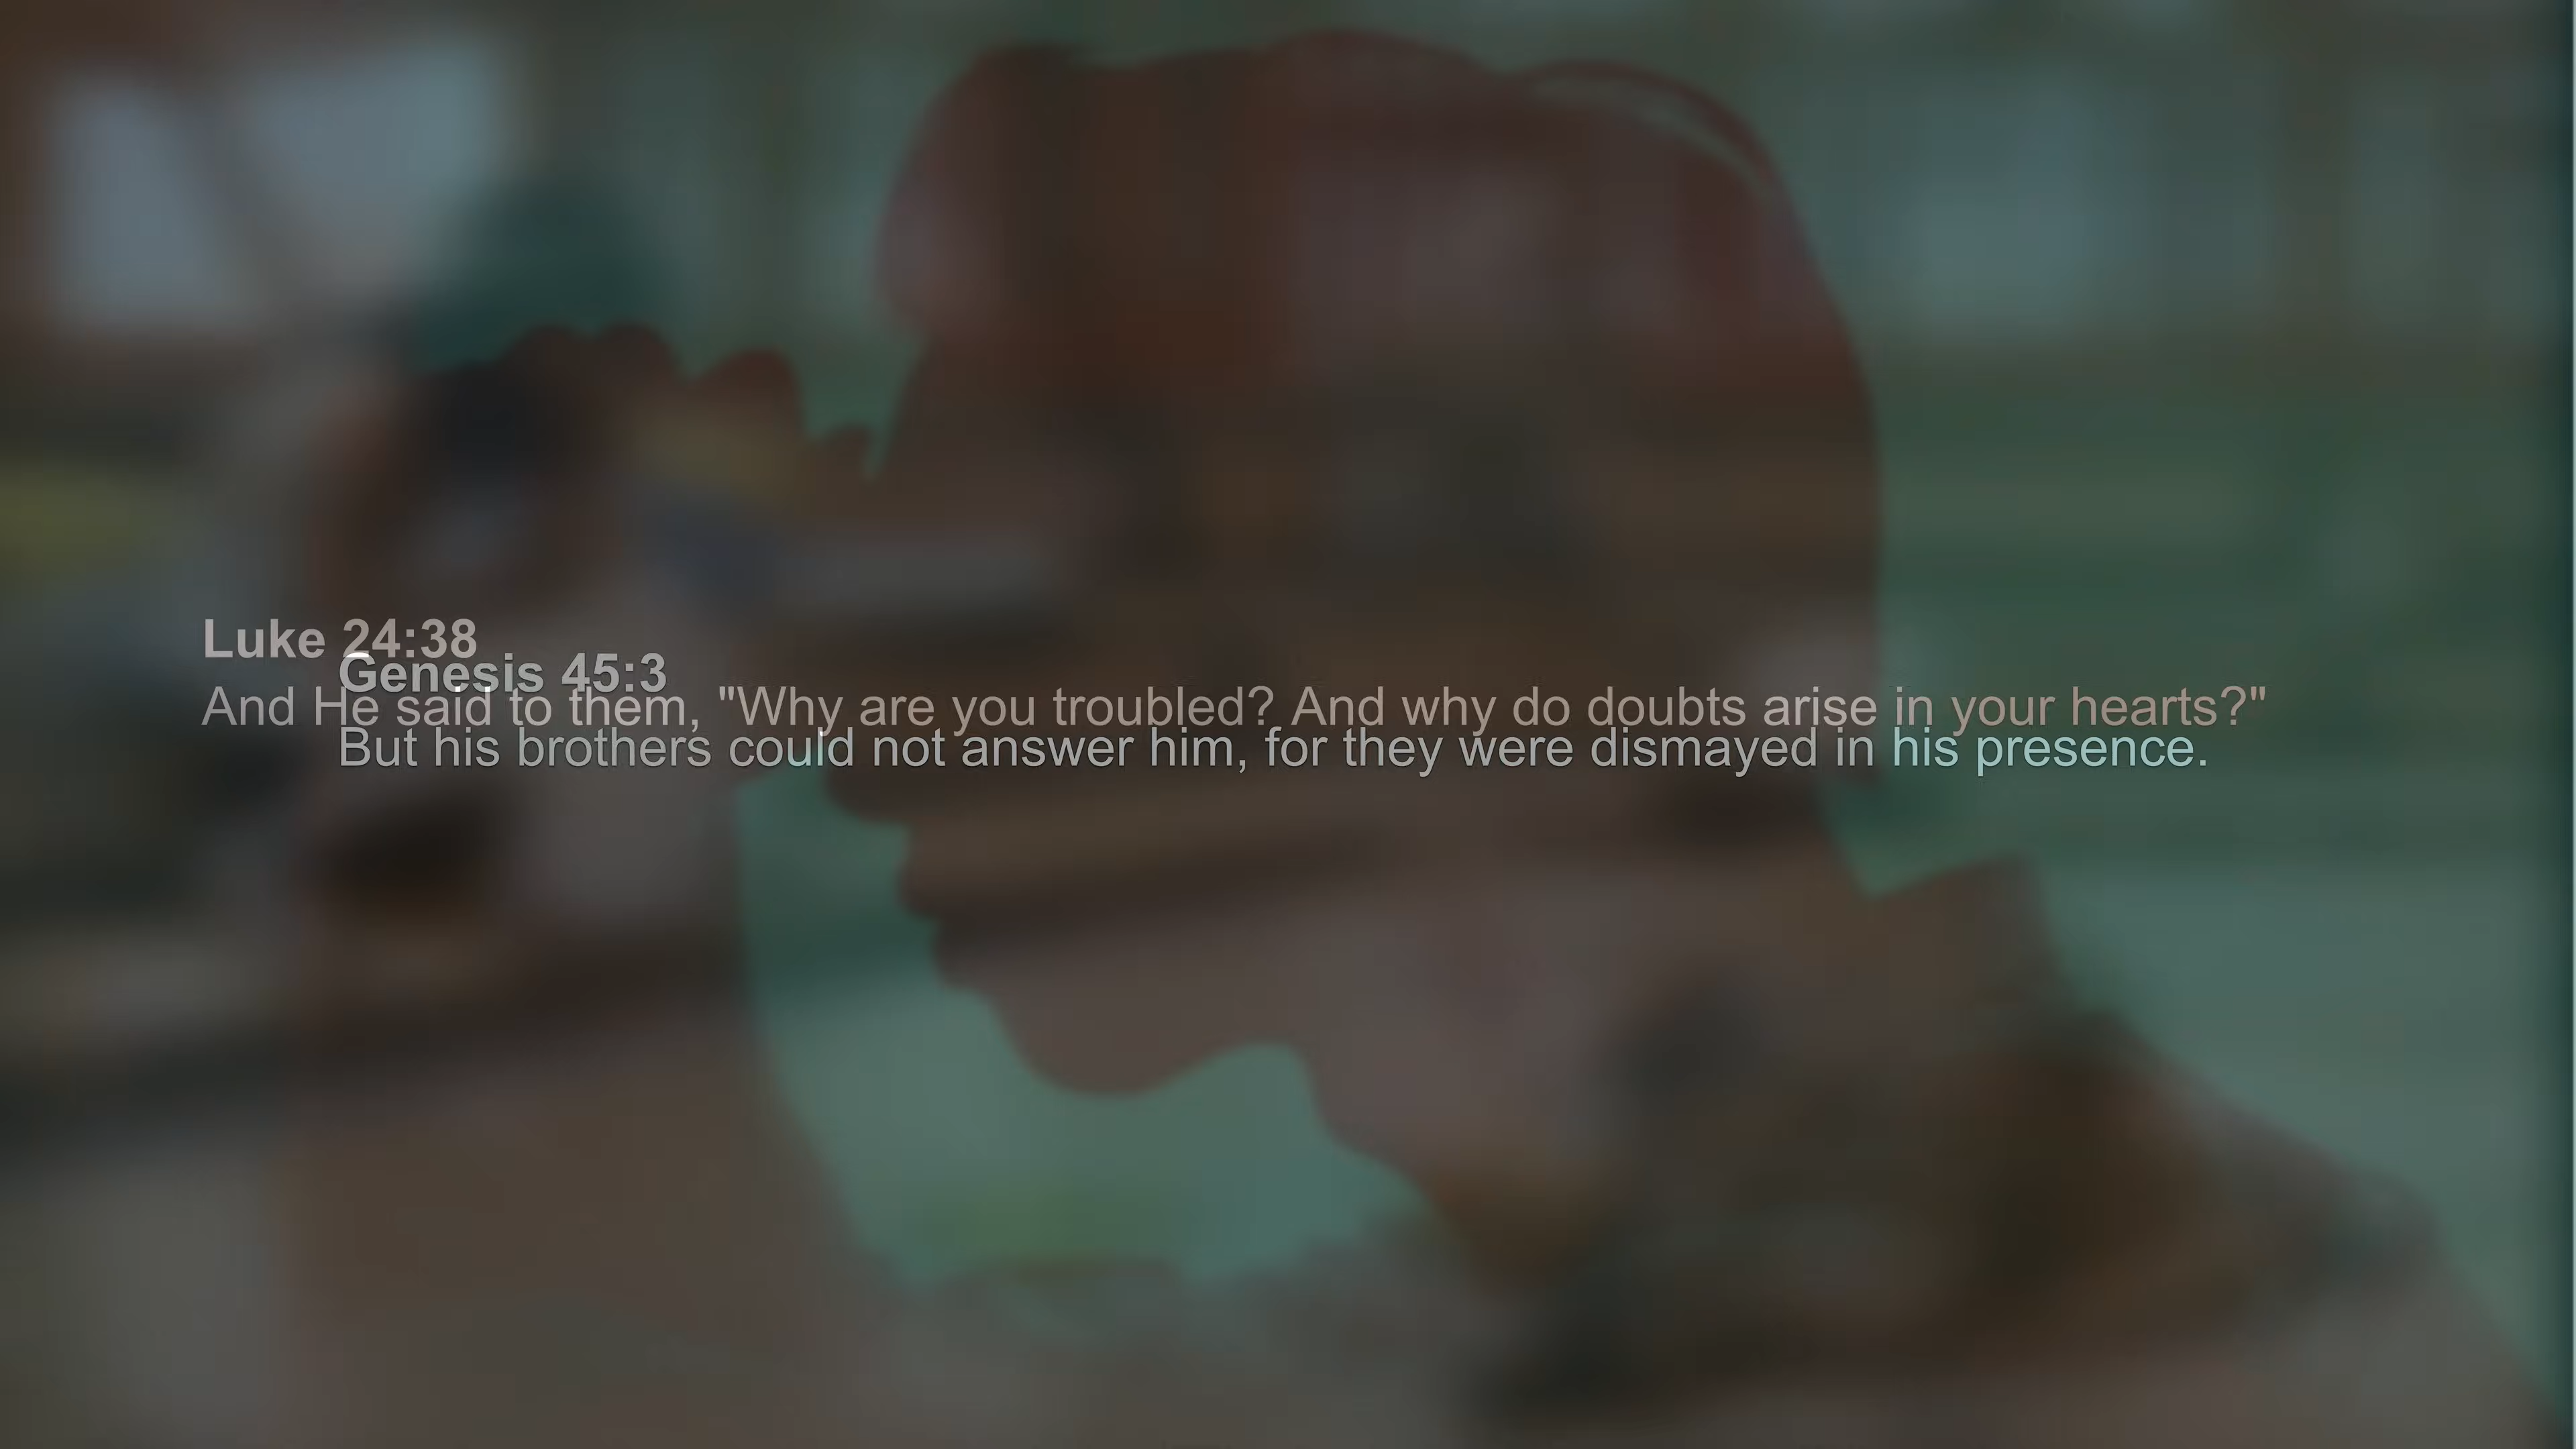 Luke 24:38
Genesis 45:3
And He said to them, "Why are you troubled? And why do doubts arise in your hearts?"
But his brothers could not answer him, for they were dismayed in his presence.